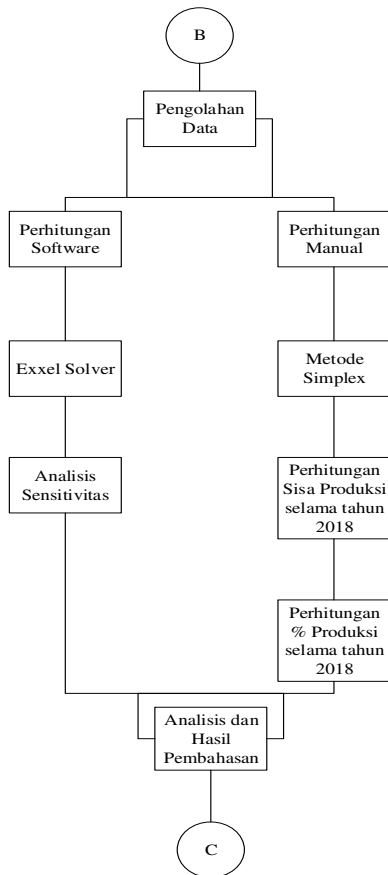 B
Pengolahan
Data
Perhitungan
Software
Perhitungan
Manual
Exxel Solver
Metode
Simplex
Analisis
Sensitivitas
Perhitungan
Sisa Produksi
selama tahun
2018
Perhitungan
% Produksi
selama tahun
2018
Analisis dan
Hasil
Pembahasan
C